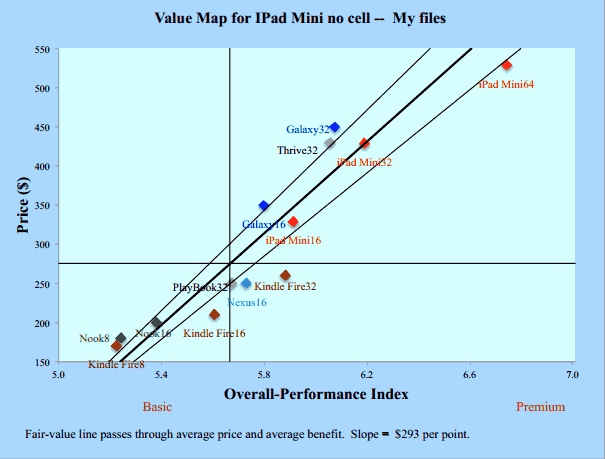 Value Map for IPad Mini no cell -- My files
550
500
450
400
350
300
250
200
150
Price ($)
Galaxy32
Thrive32
iPad Mini64
iPad Mini32
Galaxy16
iPad Mini16
PlayBook32
Kindle Fire32
Nexus16
Nook8
Nook16
Kindle Fire16
Kindle Fire8
5.0
5.4
5.8
6.2
6.6
7.0
Overall-Performance Index
Basic
Premium
Fair-value line passes through average price and average benefit. Slope = $293 per point.